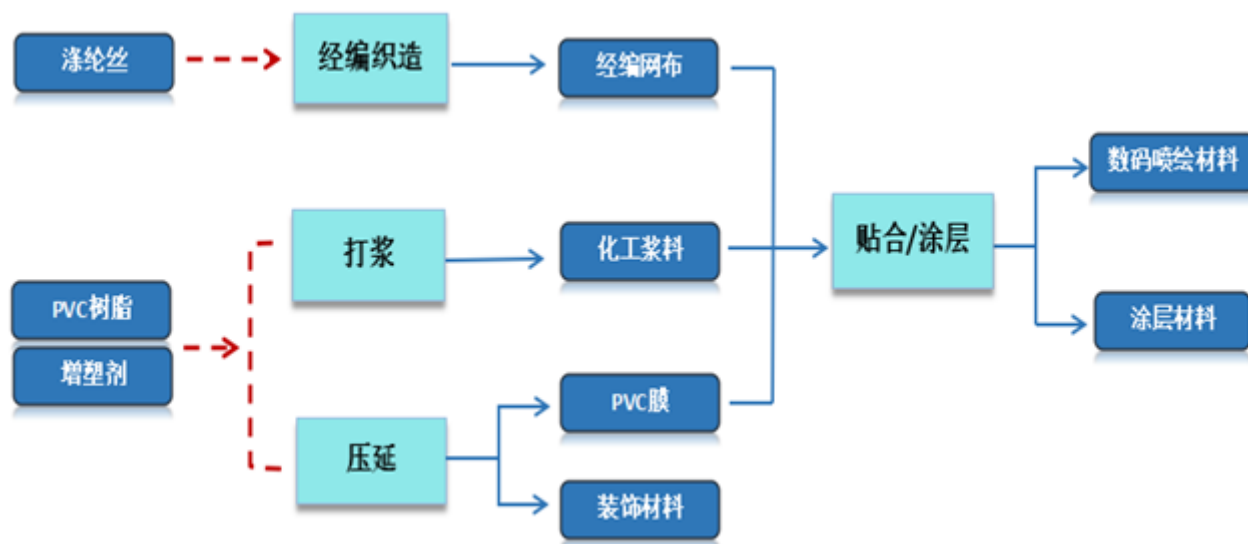 涤纶丝
经编织造
经编网布
数码喷绘材料
打浆
化工浆料
贴合/涂层
PVC树脂
增塑剂
涂层材料
PVC膜
压延
装饰材料